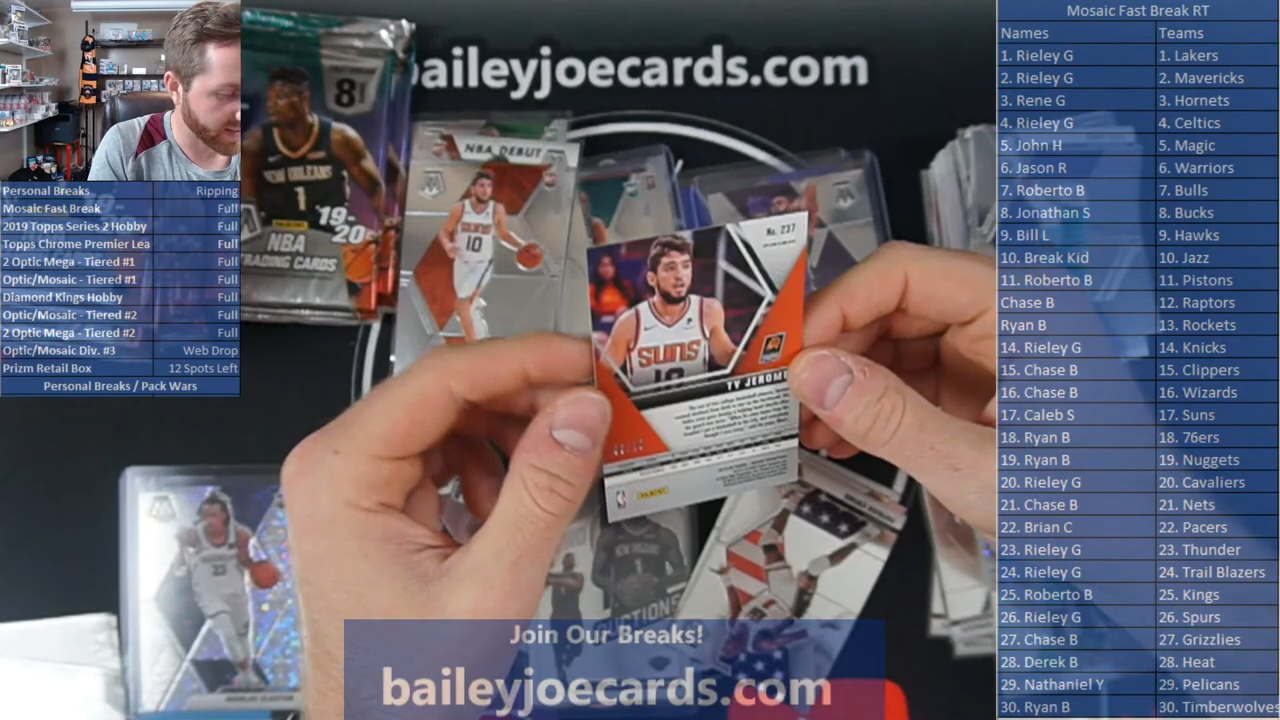 baileyjoecards.com
8
NBA DEBUT
NEW ORLEANS
1
19-
20
NBA
TRADING CARDS
10
No. 237
SUNS
10
TY JEROME
PANINI
NEW ORLEANS
Join Our Breaks!
baileyjoecards.com
Personal Breaks Ripping
Mosaic Fast Break Full
2019 Topps Series 2 Hobby Full
Topps Chrome Premier Lea Full
2 Optic Mega - Tiered #1 Full
Optic/Mosaic - Tiered #1 Full
Diamond Kings Hobby Full
Optic/Mosaic - Tiered #2 Full
2 Optic Mega - Tiered #2 Full
Optic/Mosaic Div. #3 Web Drop
Prizm Retail Box 12 Spots Left
Personal Breaks / Pack Wars
Mosaic Fast Break RT
Names Teams
1. Rieley G 1. Lakers
2. Rieley G 2. Mavericks
3. Rene G 3. Hornets
4. Rieley G 4. Celtics
5. John H 5. Magic
6. Jason R 6. Warriors
7. Roberto B 7. Bulls
8. Jonathan S 8. Bucks
9. Bill L 9. Hawks
10. Break Kid 10. Jazz
11. Roberto B 11. Pistons
Chase B 12. Raptors
Ryan B 13. Rockets
14. Rieley G 14. Knicks
15. Chase B 15. Clippers
16. Chase B 16. Wizards
17. Caleb S 17. Suns
18. Ryan B 18. 76ers
19. Ryan B 19. Nuggets
20. Rieley G 20. Cavaliers
21. Chase B 21. Nets
22. Brian C 22. Pacers
23. Rieley G 23. Thunder
24. Rieley G 24. Trail Blazers
25. Roberto B 25. Kings
26. Rieley G 26. Spurs
27. Chase B 27. Grizzlies
28. Derek B 28. Heat
29. Nathaniel Y 29. Pelicans
30. Ryan B 30. Timberwolves